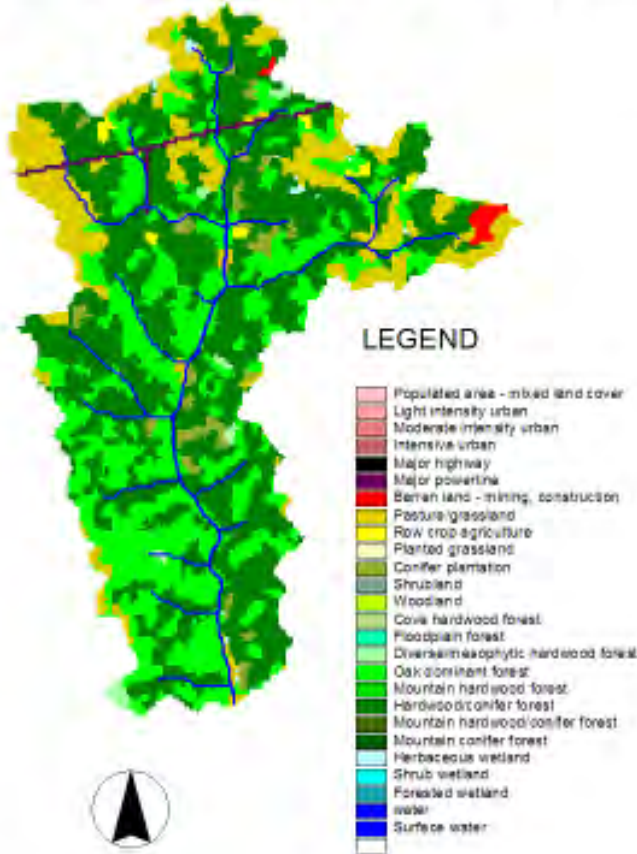 LEGEND
Populated area - mixed land cover
Light intensity urban
Moderate intensity urban
Intensive urban
Major highway
Major powerline
Barren land - mining, construction
Pasture/grassland
Row crop agriculture
Planted grassland
Conifer plantation
Shrubland
Woodland
Cove hardwood forest
Floodplain forest
Diverse/mesophytic hardwood forest
Oak dominant forest
Mountain hardwood forest
Hardwood/conifer forest
Mountain hardwood/conifer forest
Mountain conifer forest
Herbaceous wetland
Shrub wetland
Forested wetland
water
Surface water